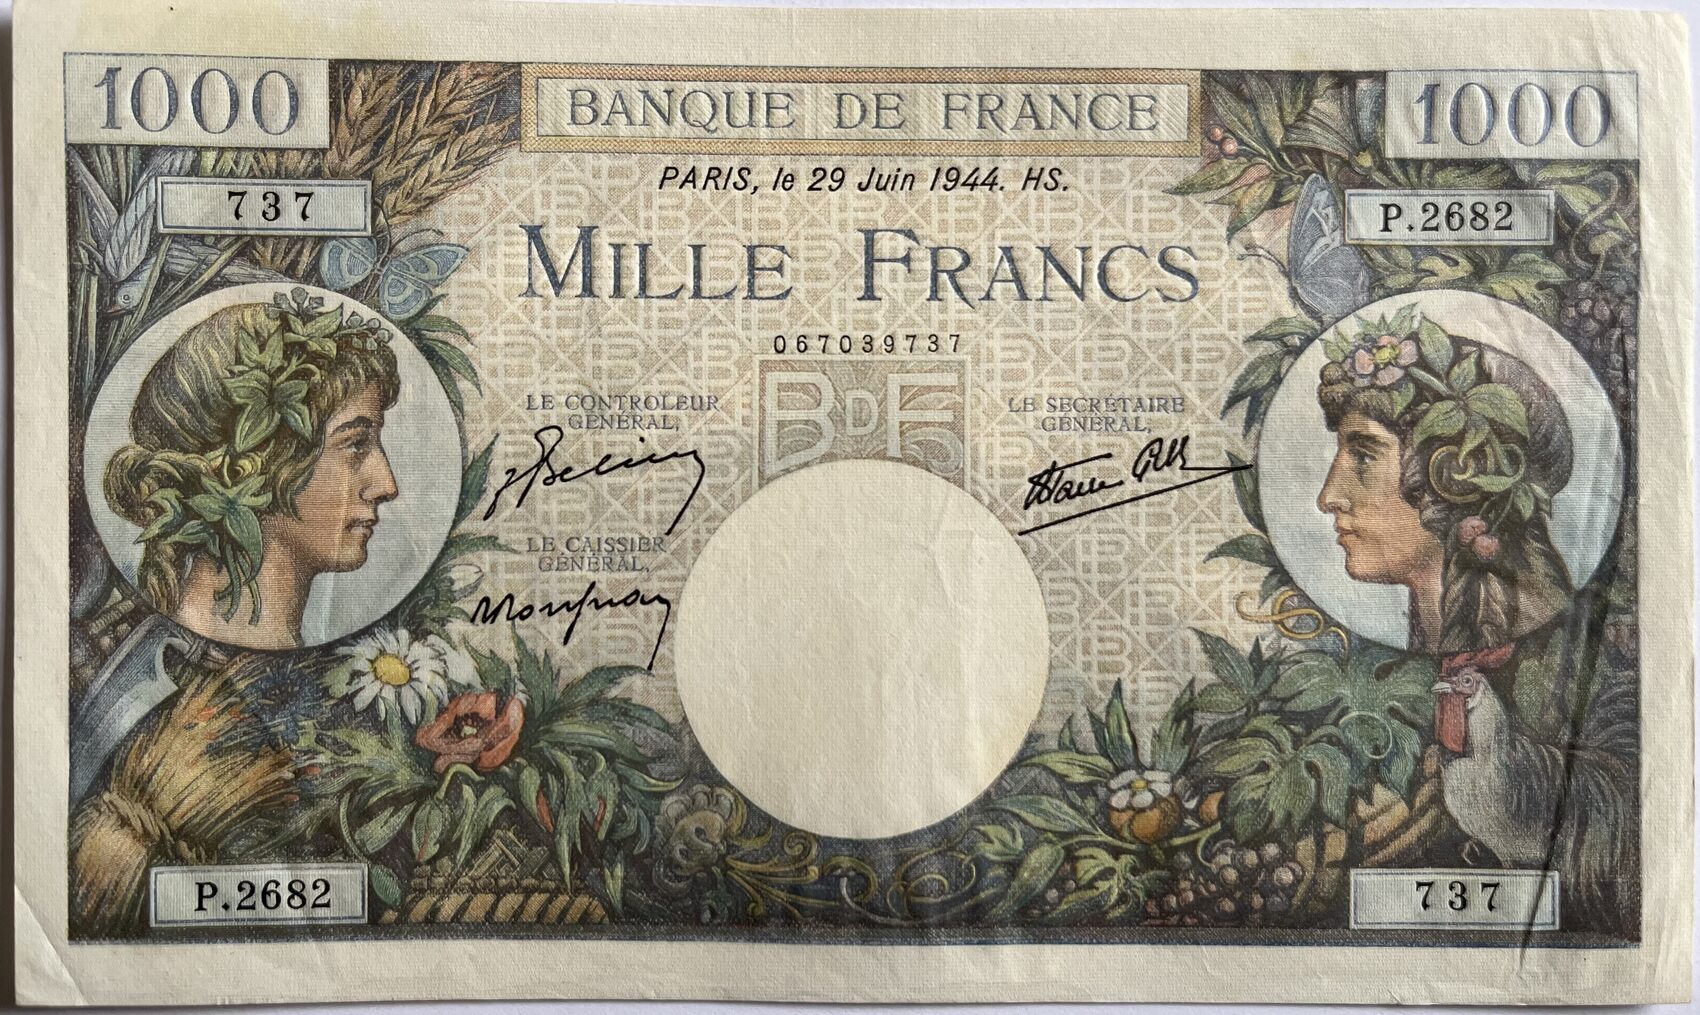 1000
BANQUE DE FRANCE
1000
PARIS, le 29 Juin 1944. HS.
737
P.2682
MILLE FRANCS
067039737
BDF
LE CONTROLEUR
GÉNÉRAL,
LE SECRÉTAIRE
GÉNÉRAL,
LE CAISSIER
GÉNÉRAL,
P.2682
737